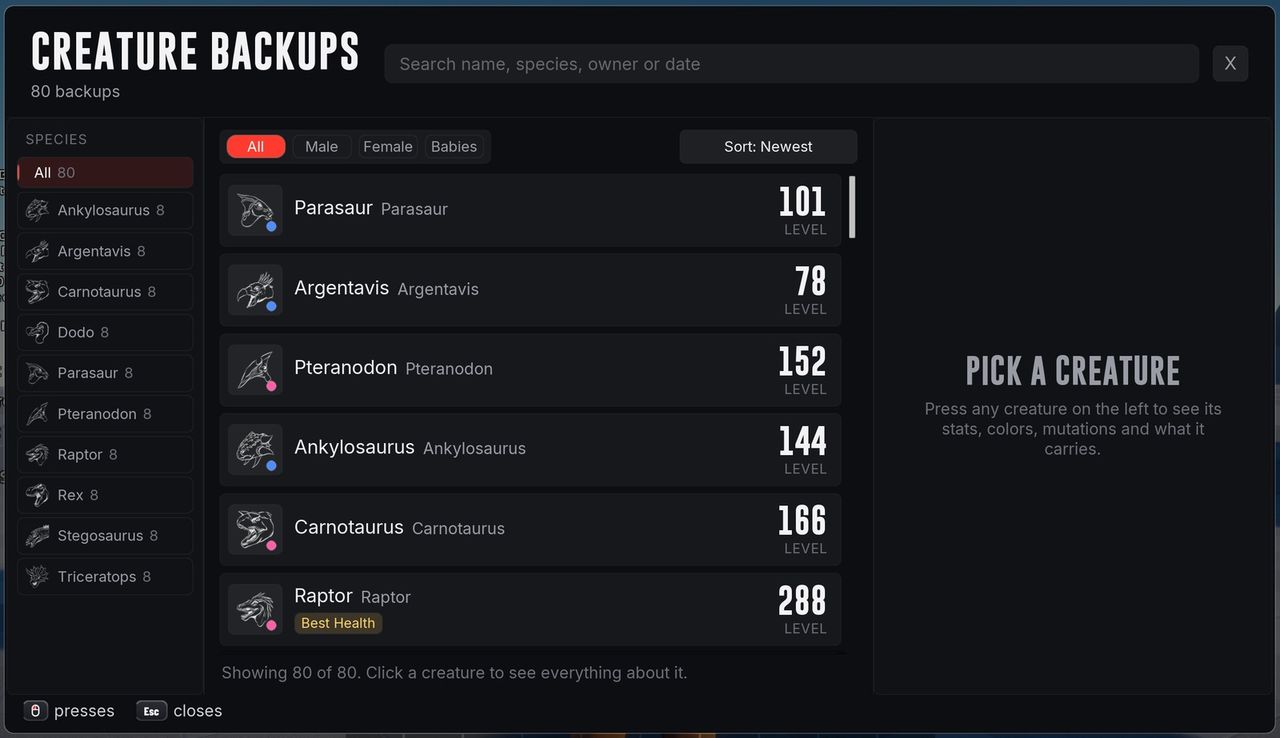 CREATURE BACKUPS
80 backups
Search name, species, owner or date
X
SPECIES
All 80
Ankylosaurus 8
Argentavis 8
Carnotaurus 8
Dodo 8
Parasaur 8
Pteranodon 8
Raptor 8
Rex 8
Stegosaurus 8
Triceratops 8
All Male Female Babies
Sort: Newest
Parasaur Parasaur
101
LEVEL
Argentavis Argentavis
78
LEVEL
Pteranodon Pteranodon
152
LEVEL
Ankylosaurus Ankylosaurus
144
LEVEL
Carnotaurus Carnotaurus
166
LEVEL
Raptor Raptor
Best Health
288
LEVEL
Showing 80 of 80. Click a creature to see everything about it.
PICK A CREATURE
Press any creature on the left to see its
stats, colors, mutations and what it
carries.
presses Esc closes